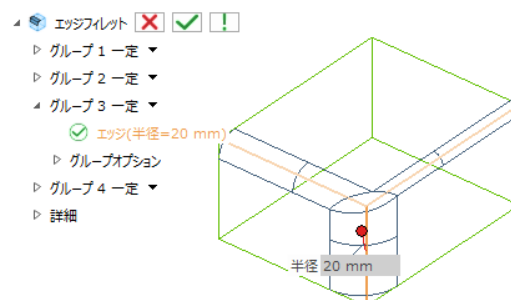 エッジフィレット
グループ 1 一定
グループ 2 一定
グループ 3 一定
エッジ(半径=20 mm)
グループオプション
グループ 4 一定
詳細
半径 20 mm